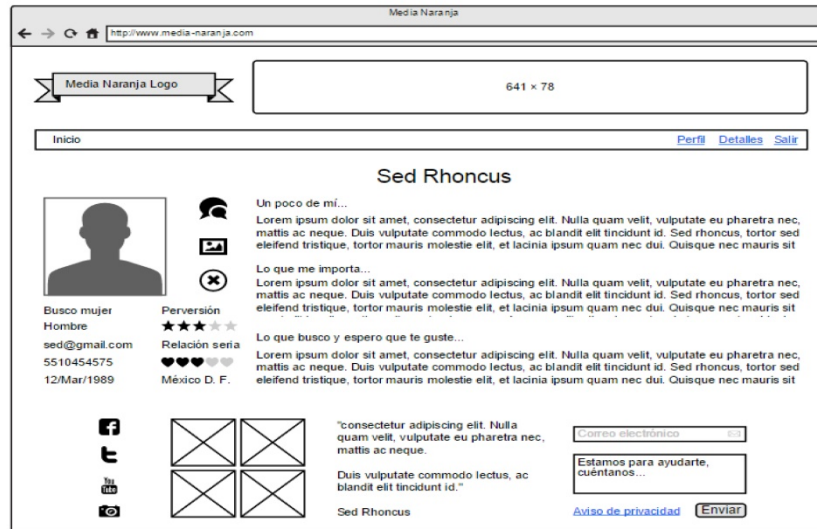 Media Naranja
http://www.media-naranja.com
Media Naranja Logo
641 × 78
Inicio
Perfil Detalles Salir
Sed Rhoncus
Un poco de mí...
Lorem ipsum dolor sit amet, consectetur adipiscing elit. Nulla quam velit, vulputate eu pharetra nec,
mattis ac neque. Duis vulputate commodo lectus, ac blandit elit tincidunt id. Sed rhoncus, tortor sed
eleifend tristique, tortor mauris molestie elit, et lacinia ipsum quam nec dui. Quisque nec mauris sit
Lo que me importa...
Lorem ipsum dolor sit amet, consectetur adipiscing elit. Nulla quam velit, vulputate eu pharetra nec,
mattis ac neque. Duis vulputate commodo lectus, ac blandit elit tincidunt id. Sed rhoncus, tortor sed
eleifend tristique, tortor mauris molestie elit, et lacinia ipsum quam nec dui. Quisque nec mauris sit
Lo que busco y espero que te guste...
Lorem ipsum dolor sit amet, consectetur adipiscing elit. Nulla quam velit, vulputate eu pharetra nec,
mattis ac neque. Duis vulputate commodo lectus, ac blandit elit tincidunt id. Sed rhoncus, tortor sed
eleifend tristique, tortor mauris molestie elit, et lacinia ipsum quam nec dui. Quisque nec mauris sit
Busco mujer
Hombre
sed@gmail.com
5510454575
12/Mar/1989
Perversión
Relación seria
México D. F.
You
Tube
"consectetur adipiscing elit. Nulla
quam velit, vulputate eu pharetra nec,
mattis ac neque.
Duis vulputate commodo lectus, ac
blandit elit tincidunt id."
Sed Rhoncus
Correo electrónico
Estamos para ayudarte,
cuéntanos...
Aviso de privacidad
Enviar